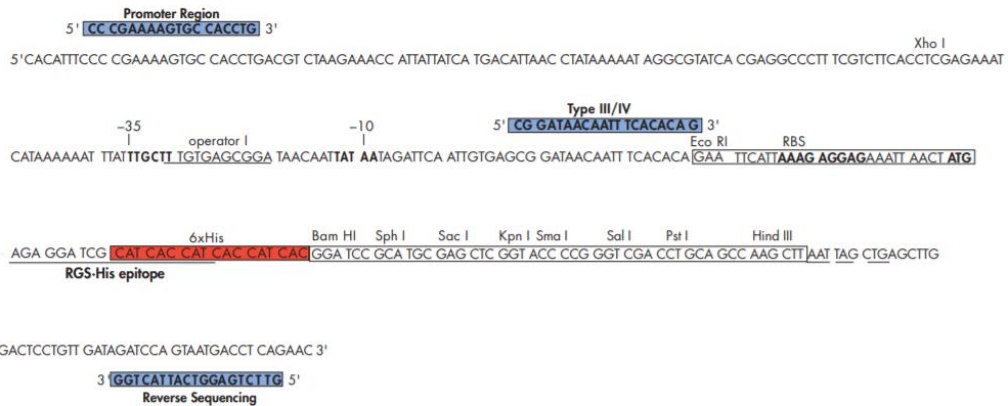 Promoter Region
5' CC CGAAAAGTGC CACCTG 3'
Xho I
5'CACATTTCCC CGAAAAGTGC CACCTGACGT CTAAGAAACC ATTATTATCA TGACATTAAC CTATAAAAAT AGGCGTATCA CGAGGCCCTT TCGTCTTCACCTCGAGAAAT
Type III/IV
5' CG GATAACAATT TCACACA G 3'
–35 operator I –10 Eco RI RBS
CATAAAAAAT TTATTTGCTT TGTGAGCGGA TAACAATTAT AATAGATTCA ATTGTGAGCG GATAACAATT TCACACA GAA TTCATTAAAG AGGAGAAATT AACT ATG
6xHis Bam HI Sph I Sac I Kpn I Sma I Sal I Pst I Hind III
AGA GGA TCG CAT CAC CAT CAC CAT CAC GGA TCC GCA TGC GAG CTC GGT ACC CCG GGT CGA CCT GCA GCC AAG CTT AAT TAG CTGAGCTTG
RGS-His epitope
GACTCCTGTT GATAGATCCA GTAATGACCT CAGAAC 3'
3' GGTCATTACTGGAGTCTTG 5'
Reverse Sequencing